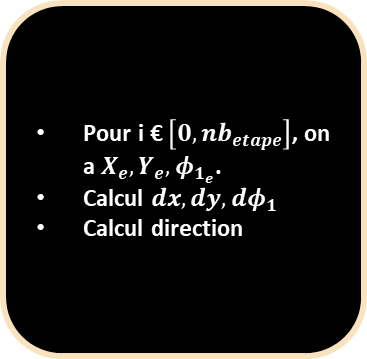 • Pour i € [0, nb_etape], on
a X_e, Y_e, ϕ_1_e.
• Calcul dx, dy, dϕ_1
• Calcul direction